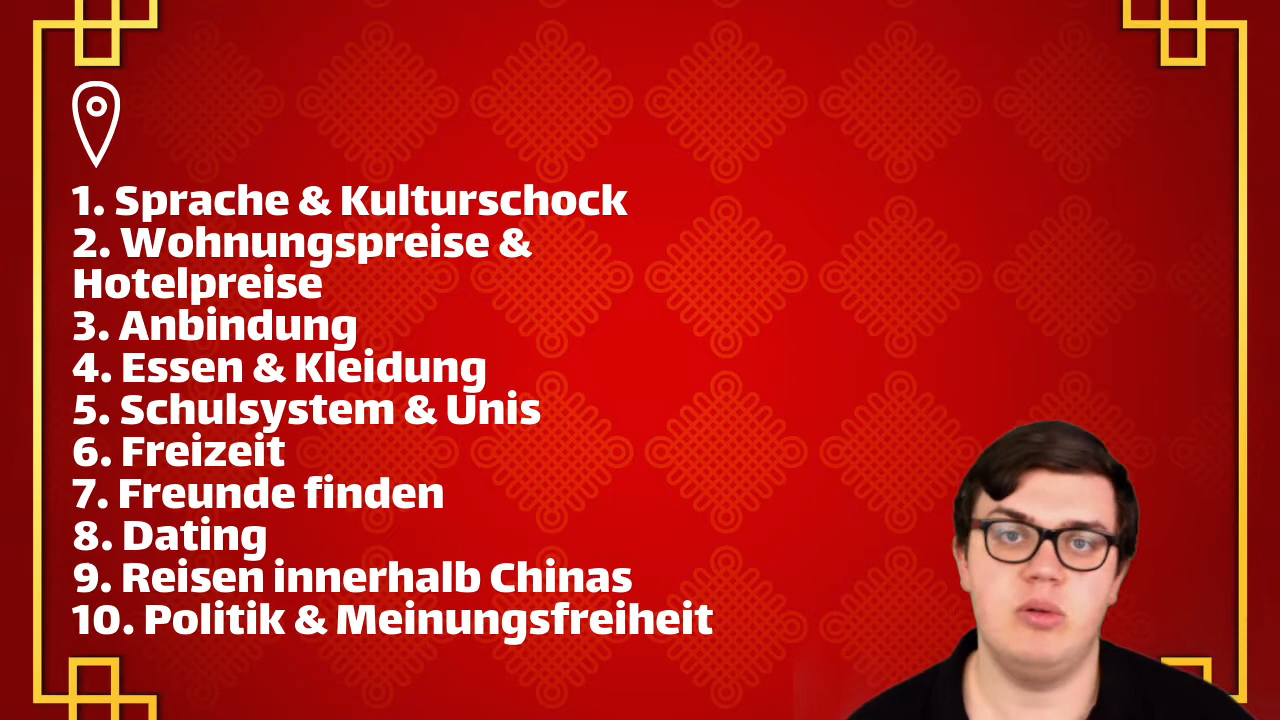 1. Sprache & Kulturschock
2. Wohnungspreise &
Hotelpreise
3. Anbindung
4. Essen & Kleidung
5. Schulsystem & Unis
6. Freizeit
7. Freunde finden
8. Dating
9. Reisen innerhalb Chinas
10. Politik & Meinungsfreiheit